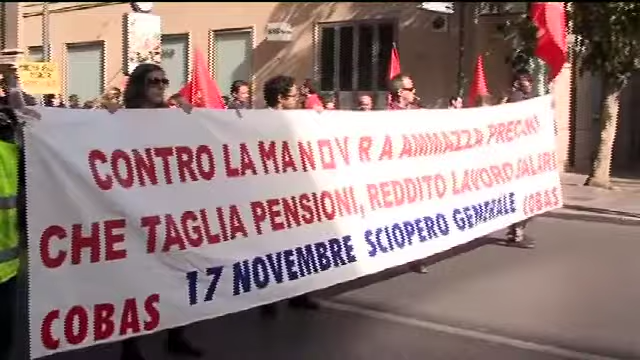 CONTRO LA MANOVRA AMMAZZA PRECARI
CHE TAGLIA PENSIONI, REDDITO LAVORO SALARI
COBAS 17 NOVEMBRE SCIOPERO GENERALE COBAS